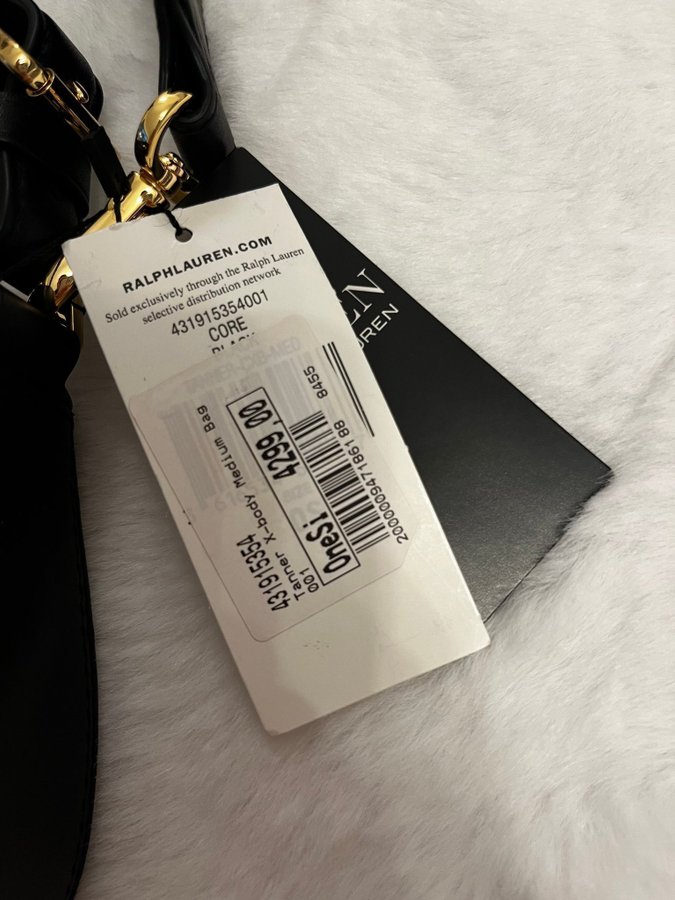 RALPHLAUREN.COM
Sold exclusively through the Ralph Lauren
selective distribution network
431915354001
CORE
BLACK
431915354
Tanner X-body Medium Bag
001
OneSi
4299,00
2000009471861 88
8455